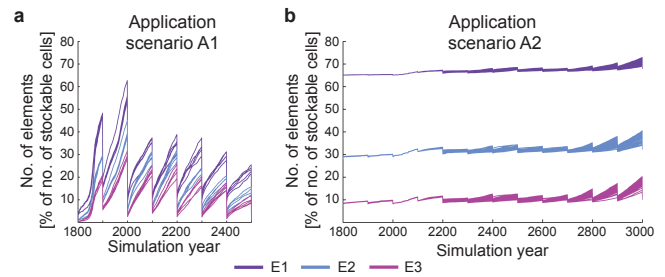 a
Application
scenario A1
No. of elements
[% of no. of stockable cells]
80
70
60
50
40
30
20
10
1800
2000
2200
2400
Simulation year
b
Application
scenario A2
No. of elements
[% of no. of stockable cells]
80
70
60
50
40
30
20
10
1800
2000
2200
2400
2600
2800
3000
Simulation year
E1
E2
E3